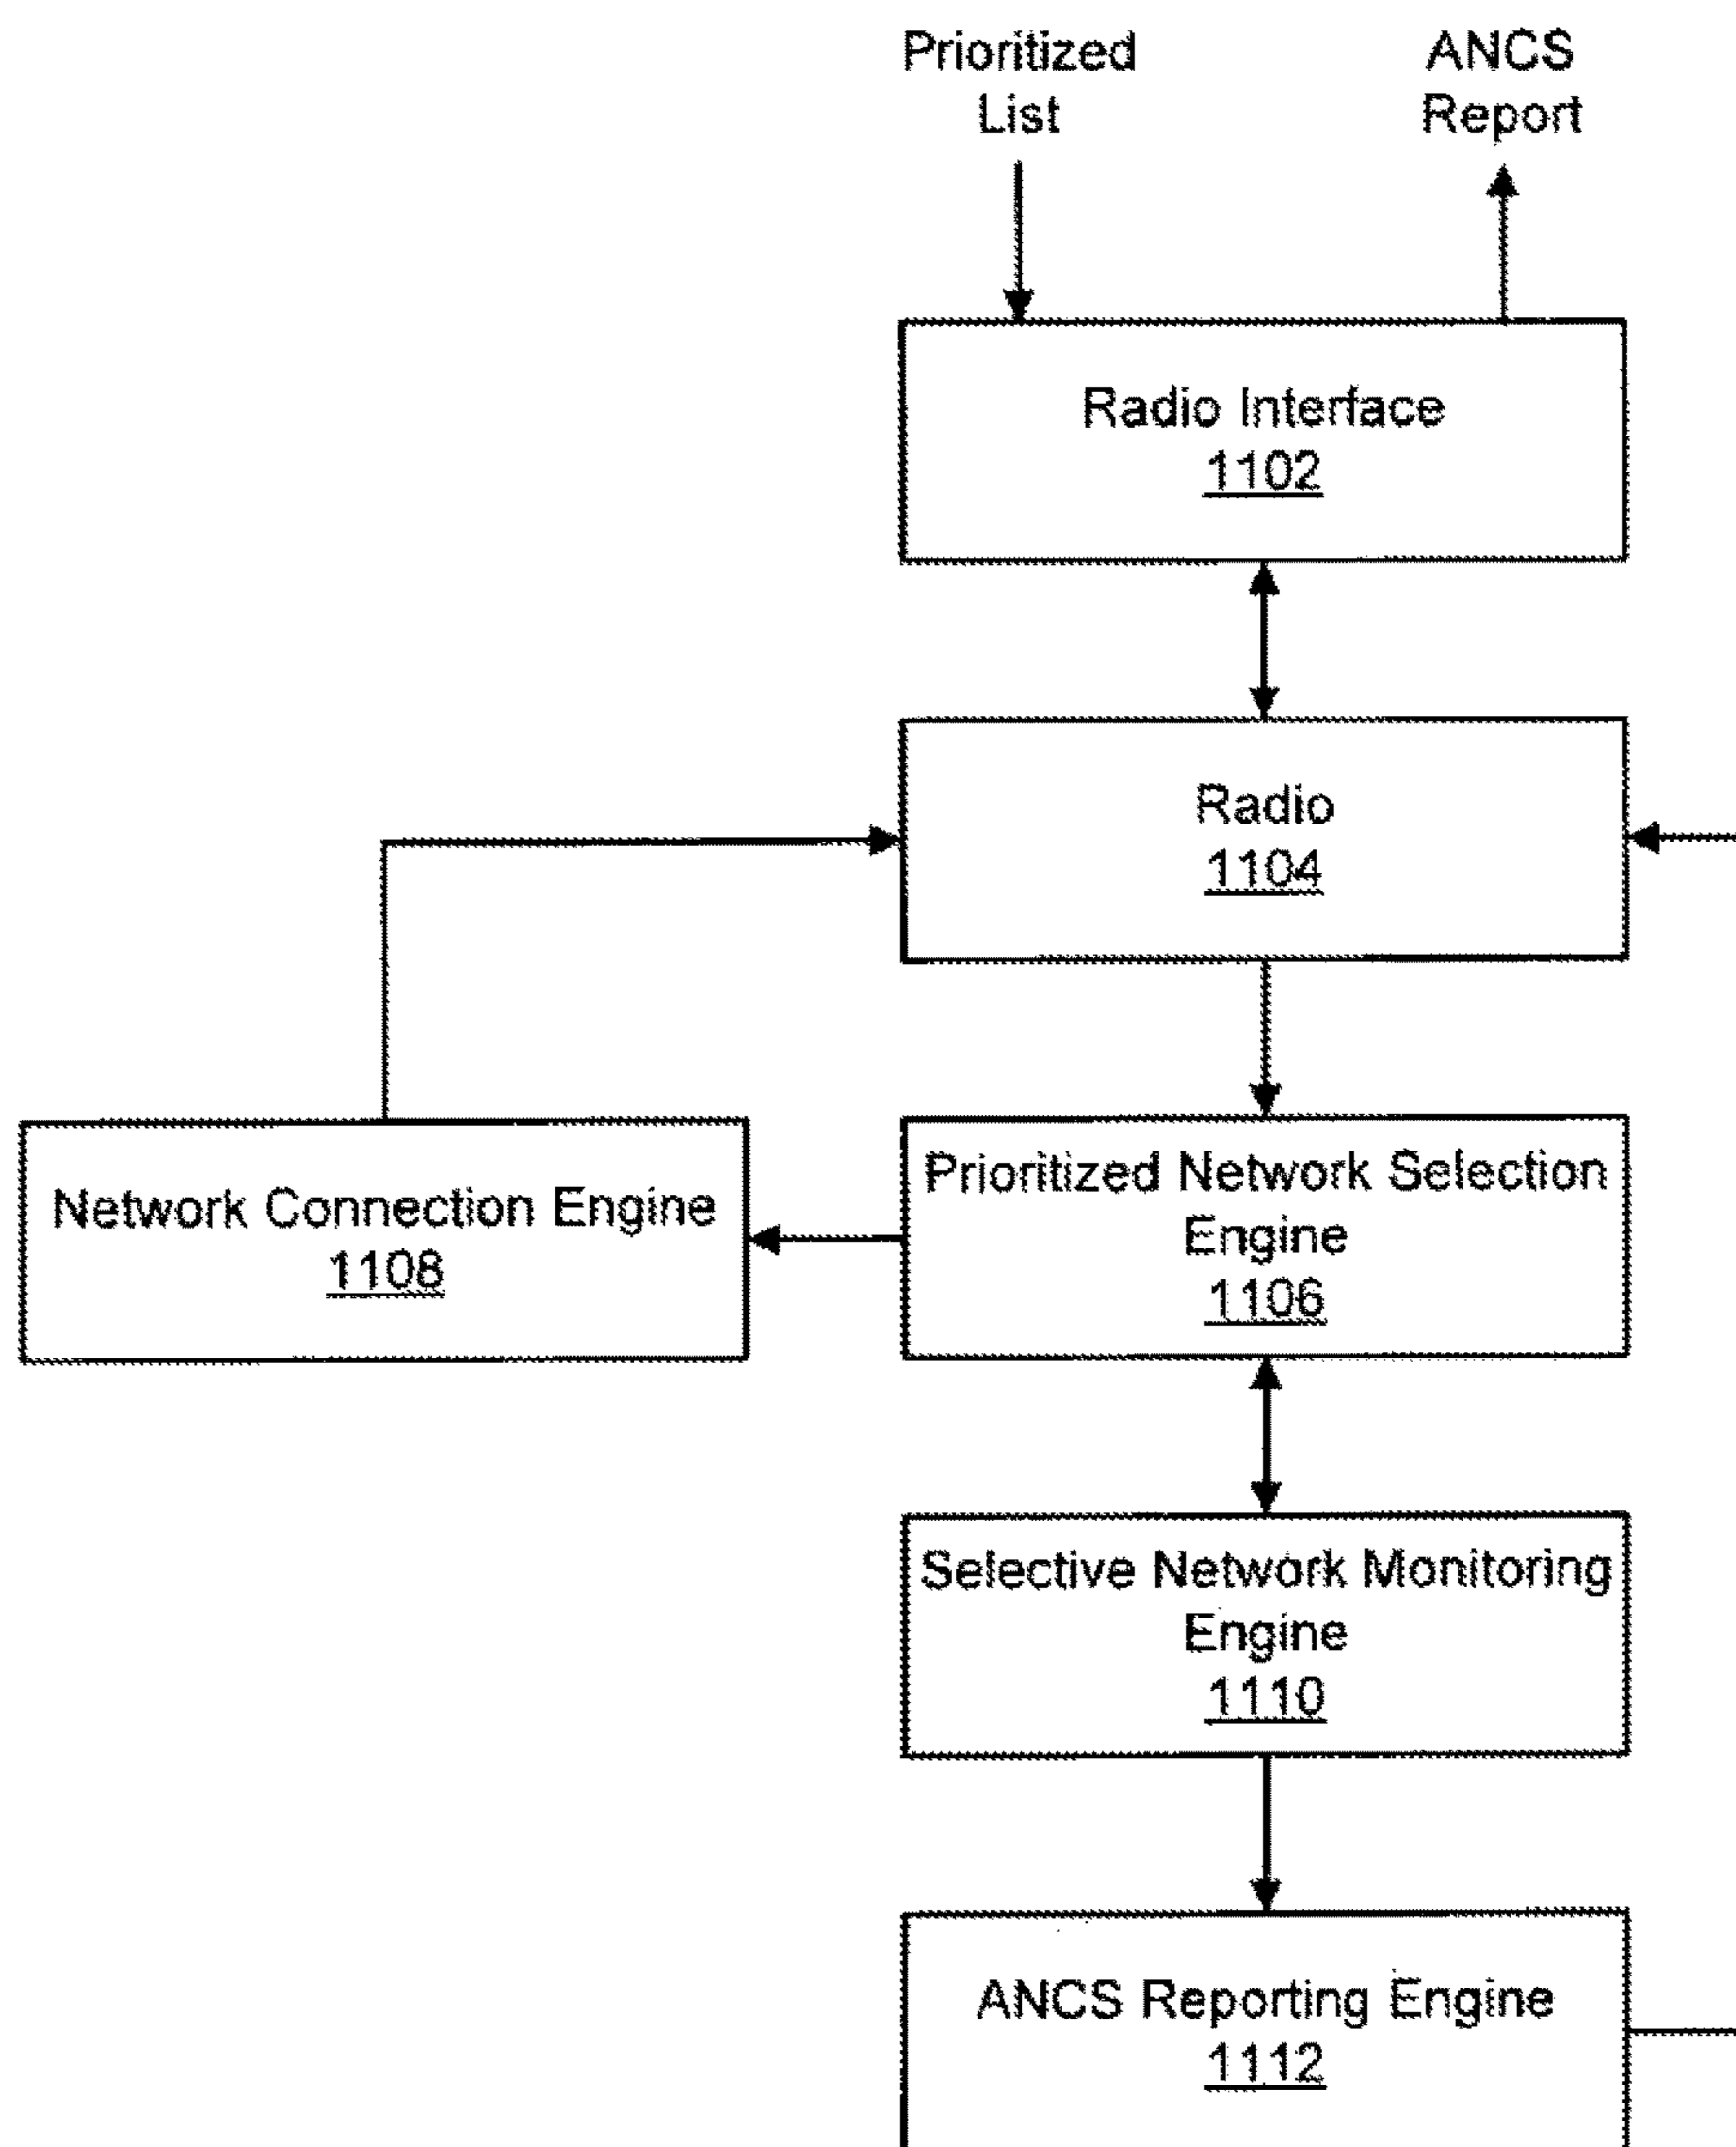 Prioritized
List
ANCS
Report
Radio Interface
1102
Radio
1104
Network Connection Engine
1108
Prioritized Network Selection
Engine
1106
Selective Network Monitoring
Engine
1110
ANCS Reporting Engine
1112